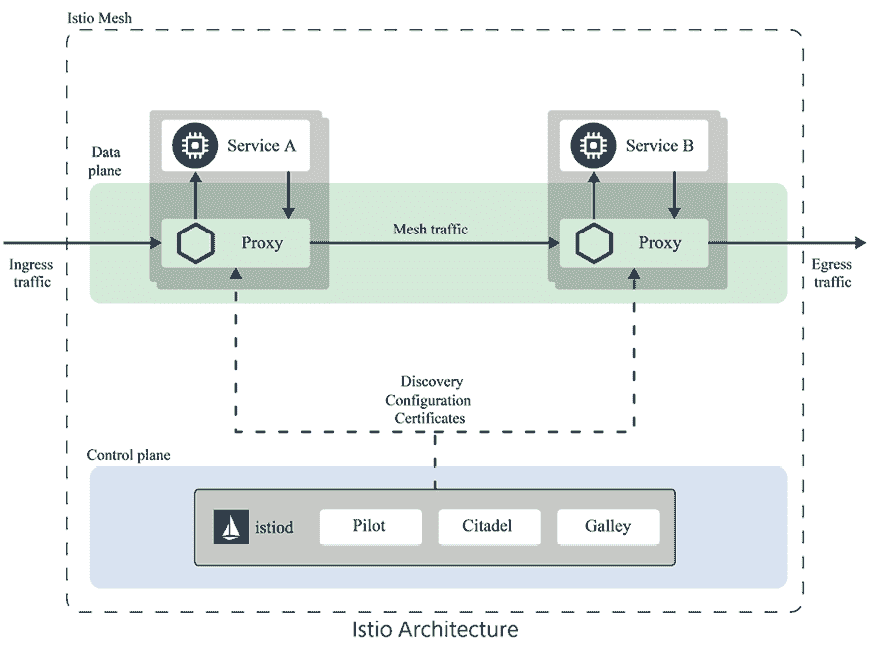 Istio Mesh
Data
plane
Service A
Service B
Proxy
Mesh traffic
Proxy
Ingress
traffic
Egress
traffic
Discovery
Configuration
Certificates
Control plane
istiod
Pilot
Citadel
Galley
Istio Architecture